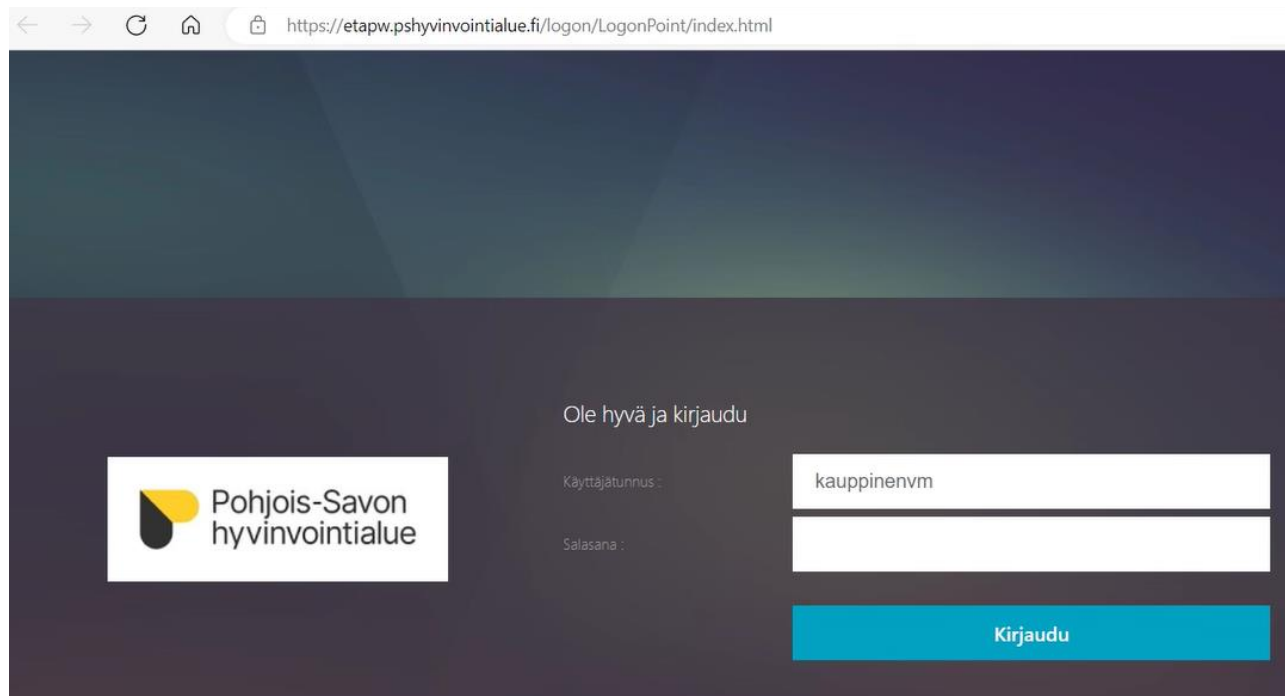 https://etapw.pshyvinvointialue.fi/logon/LogonPoint/index.html
Ole hyvä ja kirjaudu
Pohjois-Savon
hyvinvointialue
Käyttäjätunnus :
kauppinenvm
Salasana :
Kirjaudu